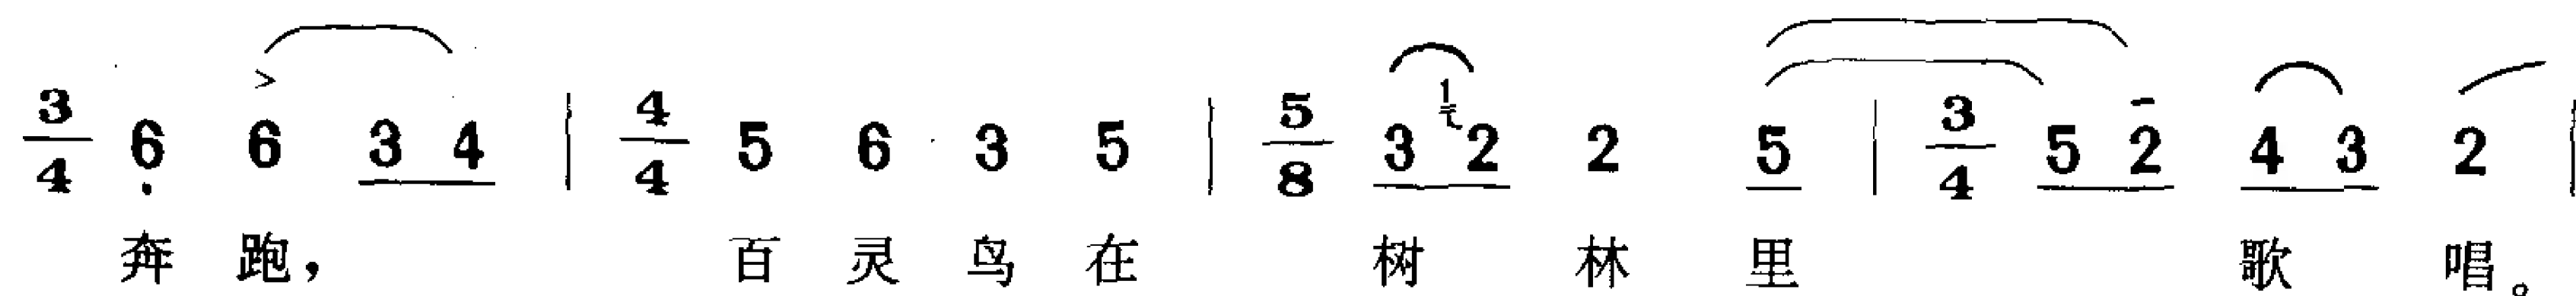 3/4 6 6 3 4 | 4/4 5 6 3 5 | 5/8 3 1 2 2 5 | 3/4 5 2 4 3 2 |
奔 跑， 百 灵 鸟 在 树 林 里 歌 唱。